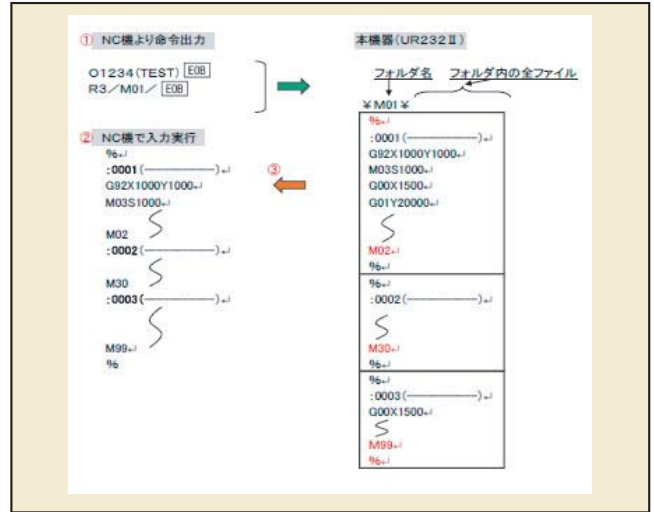 ① NC機より命令出力
O1234(TEST) EOB
R3/M01/ EOB
② NC機で入力実行
%↵
:0001(—————)↵
G92X1000Y1000↵
M03S1000↵
M02
:0002(—————)↵
M30
:0003(—————)↵
M99↵
%
③
本機器(UR232Ⅱ)
フォルダ名 フォルダ内の全ファイル
¥M01¥
%↵
:0001(—————)↵
G92X1000Y1000↵
M03S1000↵
G00X1500↵
G01Y20000↵
M02↵
%↵
%↵
:0002(—————)↵
M30↵
%↵
%↵
:0003(—————)↵
G00X1500↵
M99↵
%↵